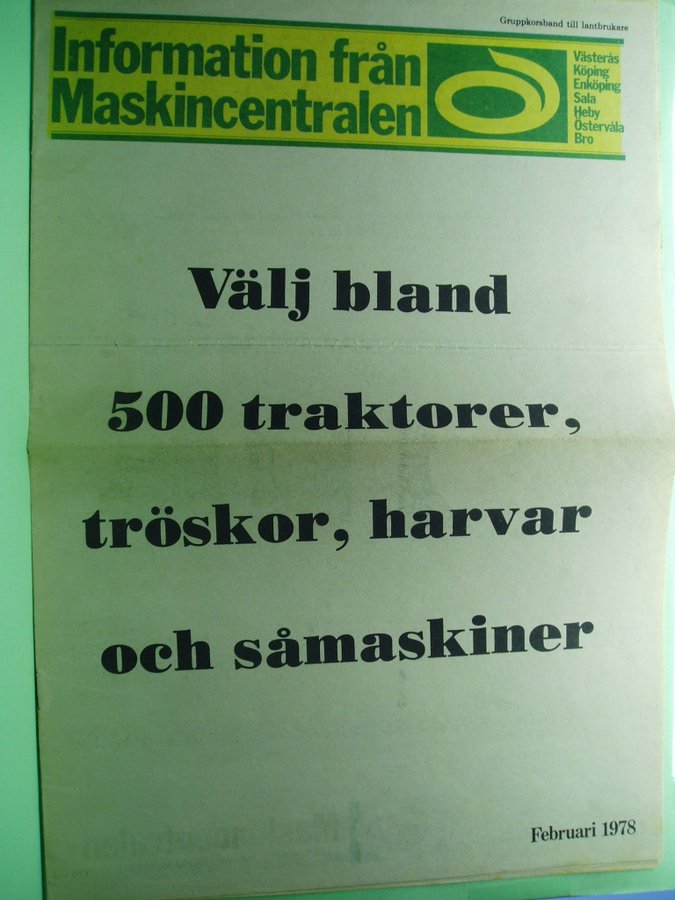 Gruppkorsband till lantbrukare
Information från
Maskincentralen
Västerås
Köping
Enköping
Sala
Heby
Östervåla
Bro
Välj bland
500 traktorer,
tröskor, harvar
och såmaskiner
Februari 1978